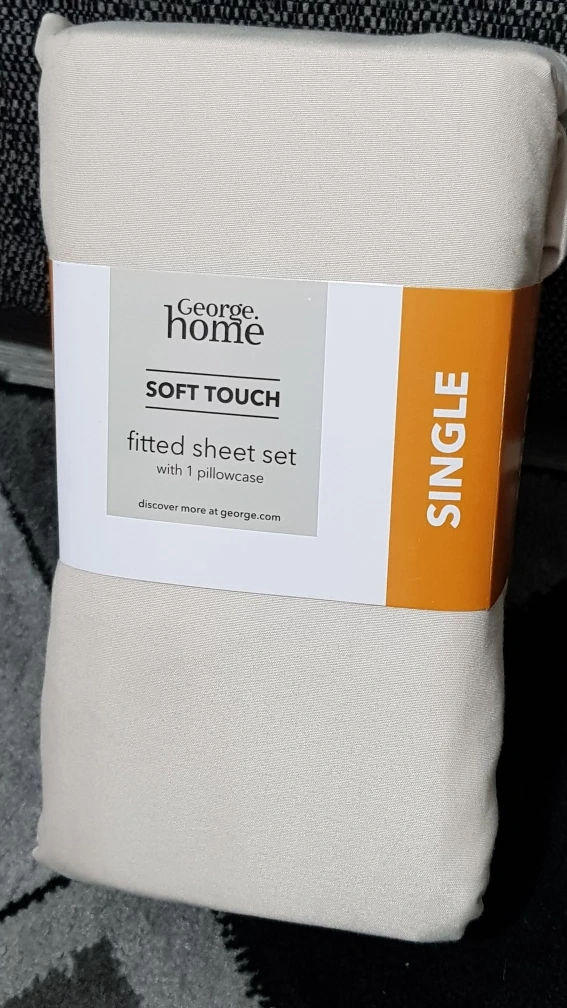 George.
home
SOFT TOUCH
fitted sheet set
with 1 pillowcase
discover more at george.com
SINGLE